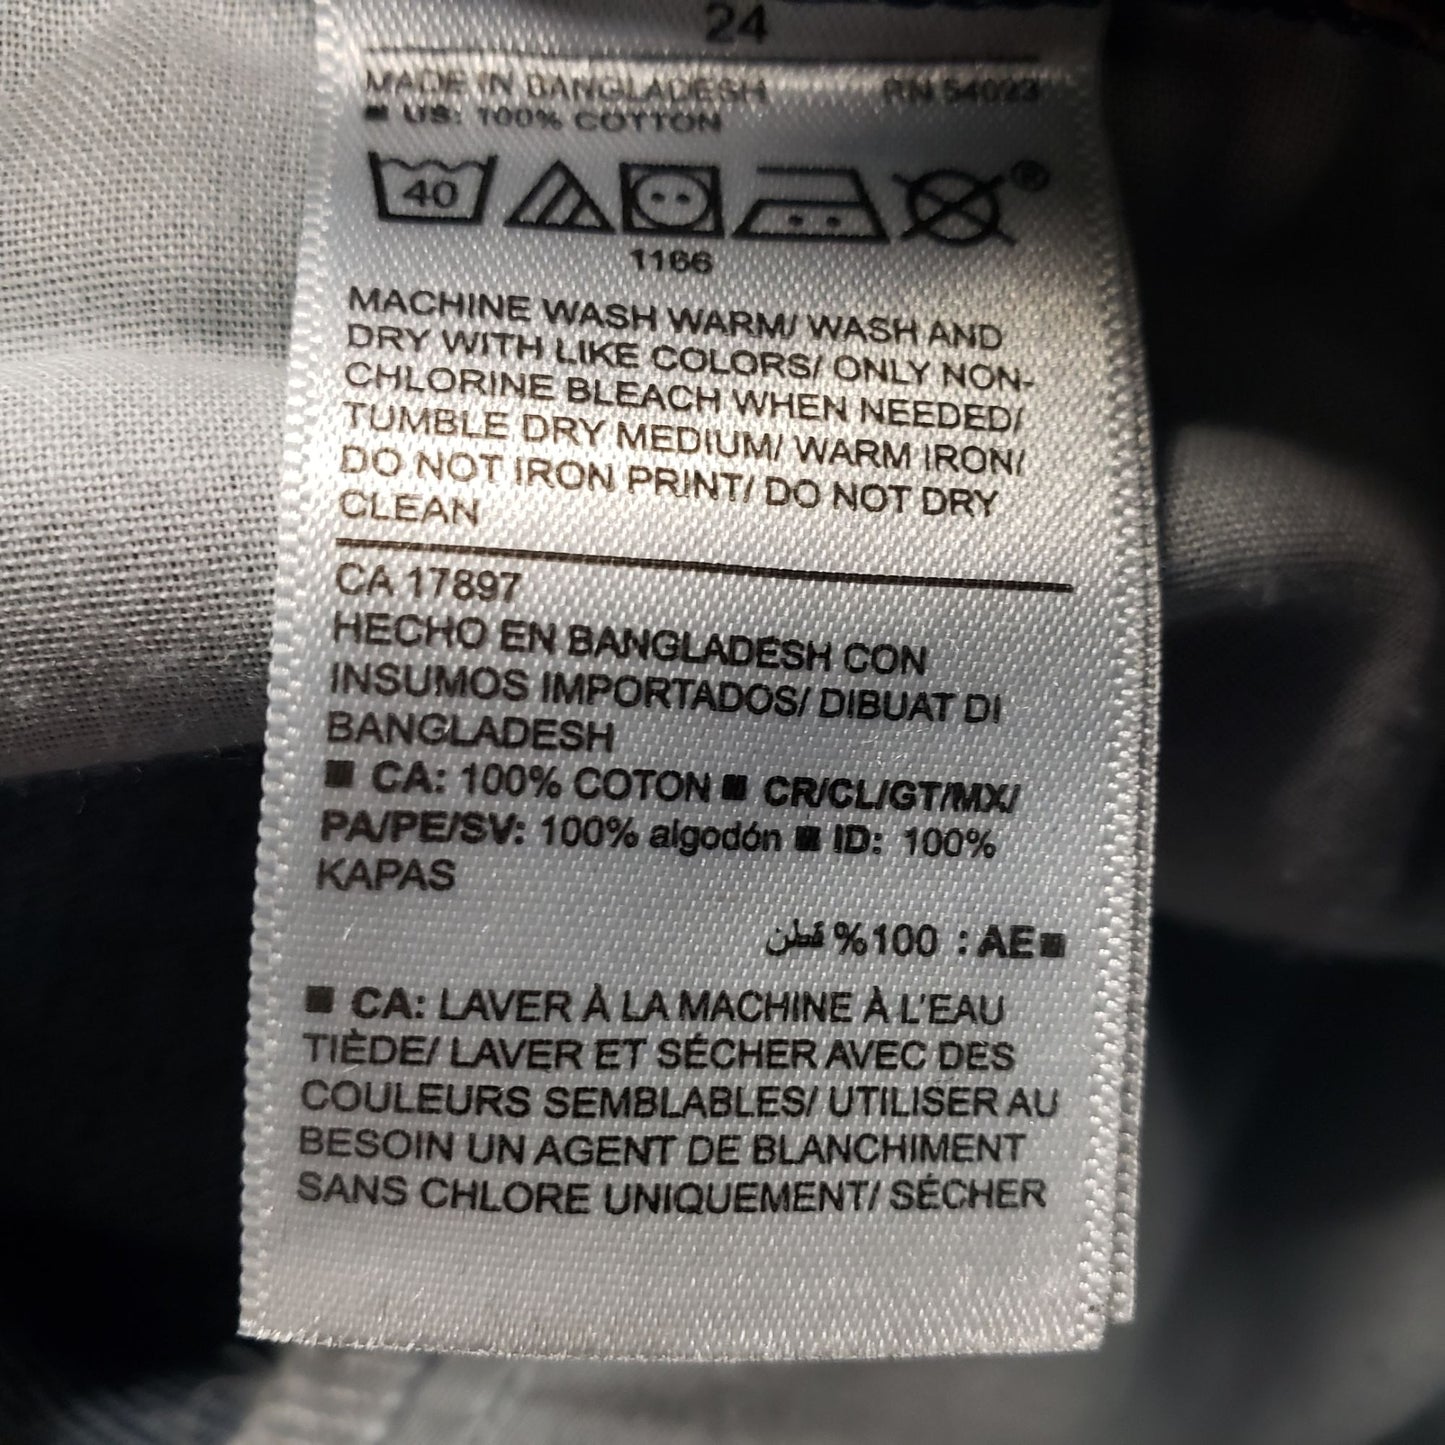 24
MADE IN BANGLADESH RN 54023
■ US: 100% COTTON
40 ®
1166
MACHINE WASH WARM/ WASH AND
DRY WITH LIKE COLORS/ ONLY NON-
CHLORINE BLEACH WHEN NEEDED/
TUMBLE DRY MEDIUM/ WARM IRON/
DO NOT IRON PRINT/ DO NOT DRY
CLEAN
CA 17897
HECHO EN BANGLADESH CON
INSUMOS IMPORTADOS/ DIBUAT DI
BANGLADESH
■ CA: 100% COTON ■ CR/CL/GT/MX/
PA/PE/SV: 100% algodón ■ ID: 100%
KAPAS
■AE: 100% قطن
■ CA: LAVER À LA MACHINE À L'EAU
TIÈDE/ LAVER ET SÉCHER AVEC DES
COULEURS SEMBLABLES/ UTILISER AU
BESOIN UN AGENT DE BLANCHIMENT
SANS CHLORE UNIQUEMENT/ SÉCHER